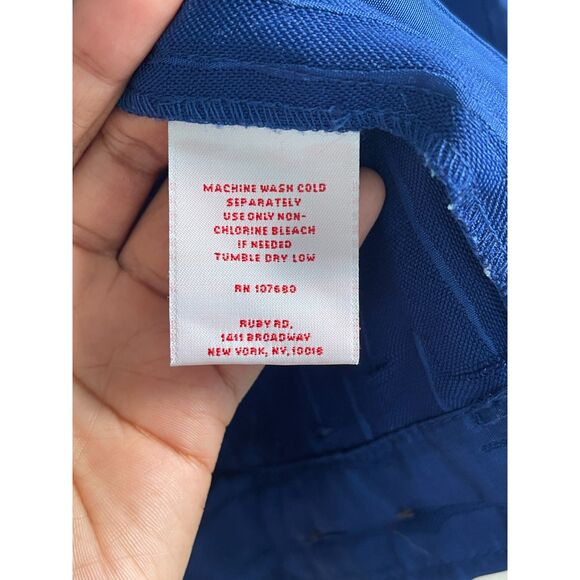 MACHINE WASH COLD
SEPARATELY
USE ONLY NON-
CHLORINE BLEACH
IF NEEDED
TUMBLE DRY LOW
RN 107680
RUBY RD,
1411 BROADWAY
NEW YORK, NY, 10018